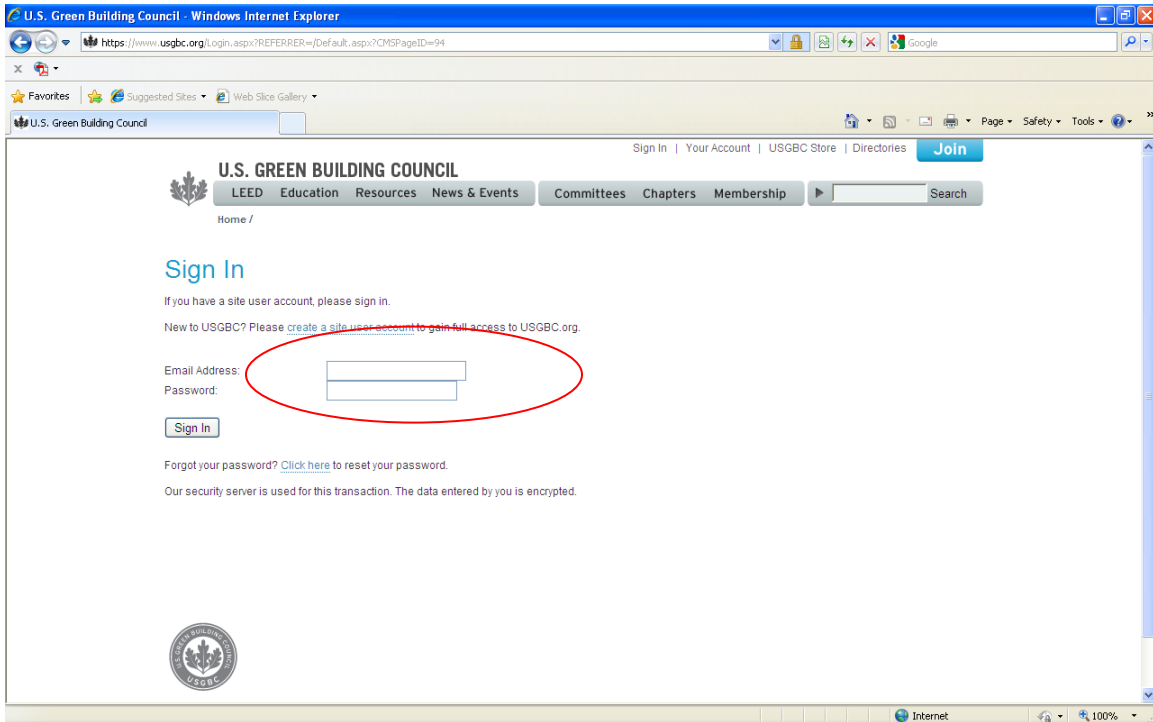 U.S. Green Building Council - Windows Internet Explorer
https://www.usgbc.org/Login.aspx?REFERRER=/Default.aspx?CMSPageID=94
Google
x
Favorites Suggested Sites Web Slice Gallery
U.S. Green Building Council
Page Safety Tools »
Sign In | Your Account | USGBC Store | Directories Join
U.S. GREEN BUILDING COUNCIL
LEED Education Resources News & Events Committees Chapters Membership Search
Home /
Sign In
If you have a site user account, please sign in.
New to USGBC? Please create a site user account to gain full access to USGBC.org.
Email Address:
Password:
Sign In
Forgot your password? Click here to reset your password.
Our security server is used for this transaction. The data entered by you is encrypted.
U.S. GREEN BUILDING COUNCIL
USGBC
Internet 100%